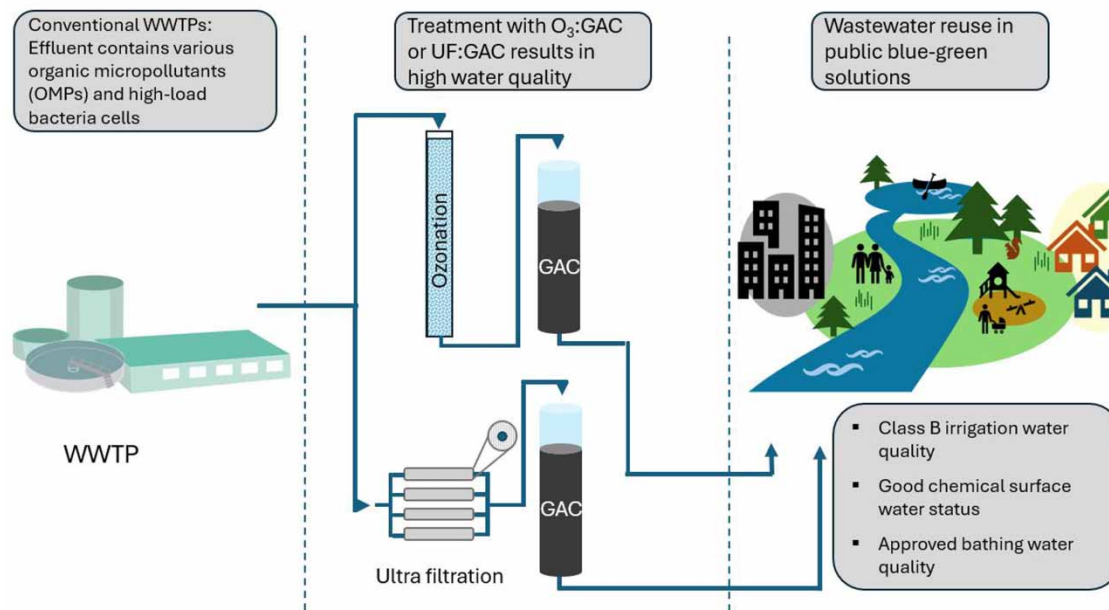 Conventional WWTPs:
Effluent contains various
organic micropollutants
(OMPs) and high-load
bacteria cells
Treatment with O₃:GAC
or UF:GAC results in
high water quality
Wastewater reuse in
public blue-green
solutions
WWTP
Ozonation
GAC
Ultra filtration
GAC
▪ Class B irrigation water
quality
▪ Good chemical surface
water status
▪ Approved bathing water
quality